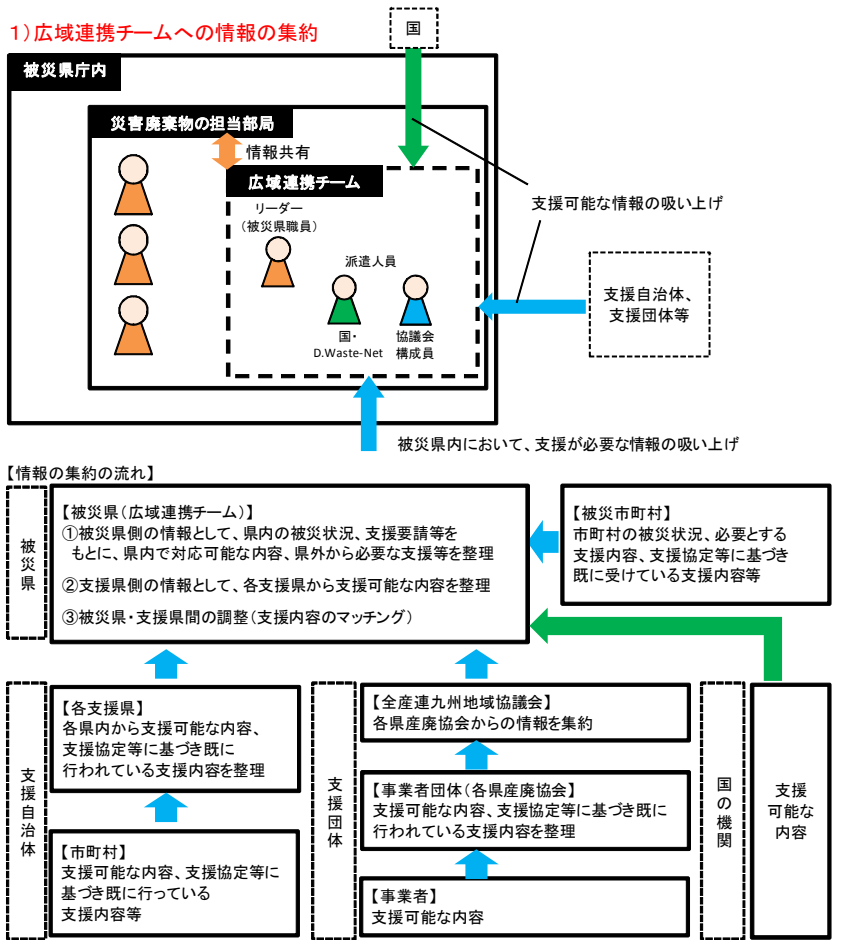 1)広域連携チームへの情報の集約
国
被災県庁内
災害廃棄物の担当部局
情報共有
広域連携チーム
リーダー
(被災県職員)
派遣人員
国・
D.Waste-Net
協議会
構成員
支援可能な情報の吸い上げ
支援自治体、
支援団体等
被災県内において、支援が必要な情報の吸い上げ
【情報の集約の流れ】
被災県
【被災県(広域連携チーム)】
①被災県側の情報として、県内の被災状況、支援要請等を
もとに、県内で対応可能な内容、県外から必要な支援等を整理
②支援県側の情報として、各支援県から支援可能な内容を整理
③被災県・支援県間の調整(支援内容のマッチング)
【被災市町村】
市町村の被災状況、必要とする
支援内容、支援協定等に基づき
既に受けている支援内容等
支援自治体
【各支援県】
各県内から支援可能な内容、
支援協定等に基づき既に
行われている支援内容を整理
【市町村】
支援可能な内容、支援協定等に
基づき既に行っている
支援内容等
支援団体
【全産連九州地域協議会】
各県産廃協会からの情報を集約
【事業者団体(各県産廃協会)】
支援可能な内容、支援協定等に基づき既に
行われている支援内容を整理
【事業者】
支援可能な内容
国の機関
支援
可能な
内容